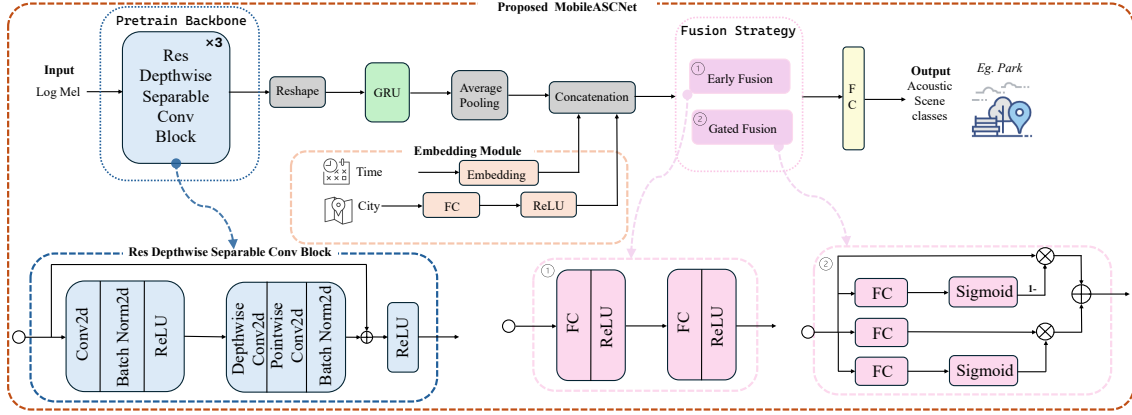 Proposed MobileASCNet
Pretrain Backbone
×3
Res
Depthwise
Separable
Conv
Block
Input
Log Mel
Reshape
GRU
Average
Pooling
Concatenation
Embedding Module
Time
Embedding
City
FC
ReLU
Fusion Strategy
1
Early Fusion
2
Gated Fusion
F
C
Output
Acoustic
Scene
classes
Eg. Park
Res Depthwise Separable Conv Block
Conv2d
Batch Norm2d
ReLU
Depthwise
Conv2d
Pointwise
Conv2d
Batch Norm2d
ReLU
1
FC
ReLU
FC
ReLU
2
FC
Sigmoid
1-
FC
FC
Sigmoid